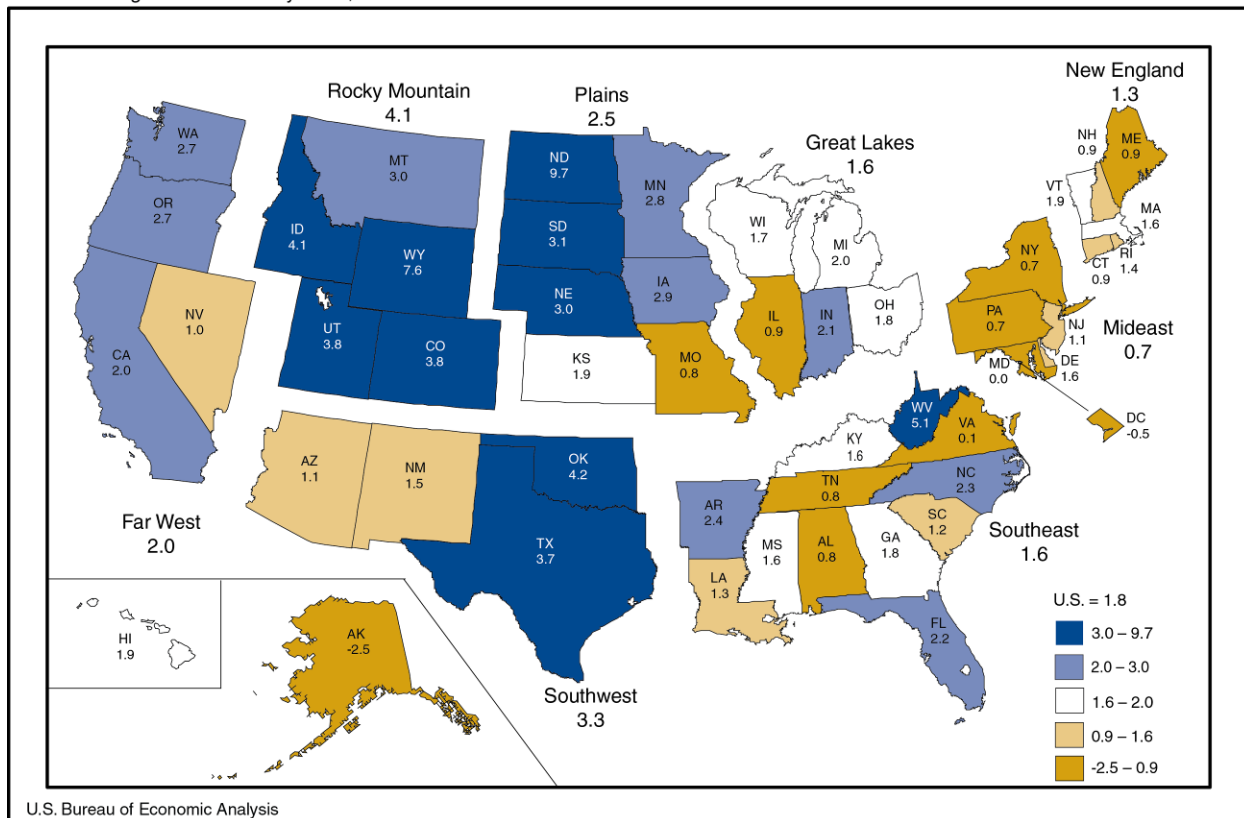 Rocky Mountain
4.1
Plains
2.5
New England
1.3
Great Lakes
1.6
WA
2.7
OR
2.7
CA
2.0
NV
1.0
ID
4.1
MT
3.0
WY
7.6
UT
3.8
CO
3.8
ND
9.7
SD
3.1
NE
3.0
KS
1.9
MN
2.8
IA
2.9
MO
0.8
WI
1.7
MI
2.0
IL
0.9
IN
2.1
OH
1.8
NH
0.9
ME
0.9
VT
1.9
MA
1.6
CT
0.9
RI
1.4
NY
0.7
PA
0.7
NJ
1.1
MD
0.0
DE
1.6
Mideast
0.7
DC
-0.5
AZ
1.1
NM
1.5
OK
4.2
TX
3.7
AR
2.4
LA
1.3
MS
1.6
AL
0.8
TN
0.8
KY
1.6
WV
5.1
VA
0.1
NC
2.3
SC
1.2
GA
1.8
FL
2.2
Southeast
1.6
Far West
2.0
Southwest
3.3
HI
1.9
AK
-2.5
U.S. = 1.8
3.0 – 9.7
2.0 – 3.0
1.6 – 2.0
0.9 – 1.6
-2.5 – 0.9
U.S. Bureau of Economic Analysis